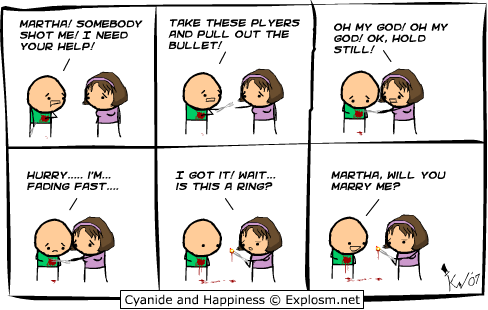 MARTHA! SOMEBODY
SHOT ME! I NEED
YOUR HELP!
TAKE THESE PLYERS
AND PULL OUT THE
BULLET!
OH MY GOD! OH MY
GOD! OK, HOLD
STILL!
HURRY..... I'M...
FADING FAST....
I GOT IT! WAIT...
IS THIS A RING?
MARTHA, WILL YOU
MARRY ME?
Cyanide and Happiness © Explosm.net